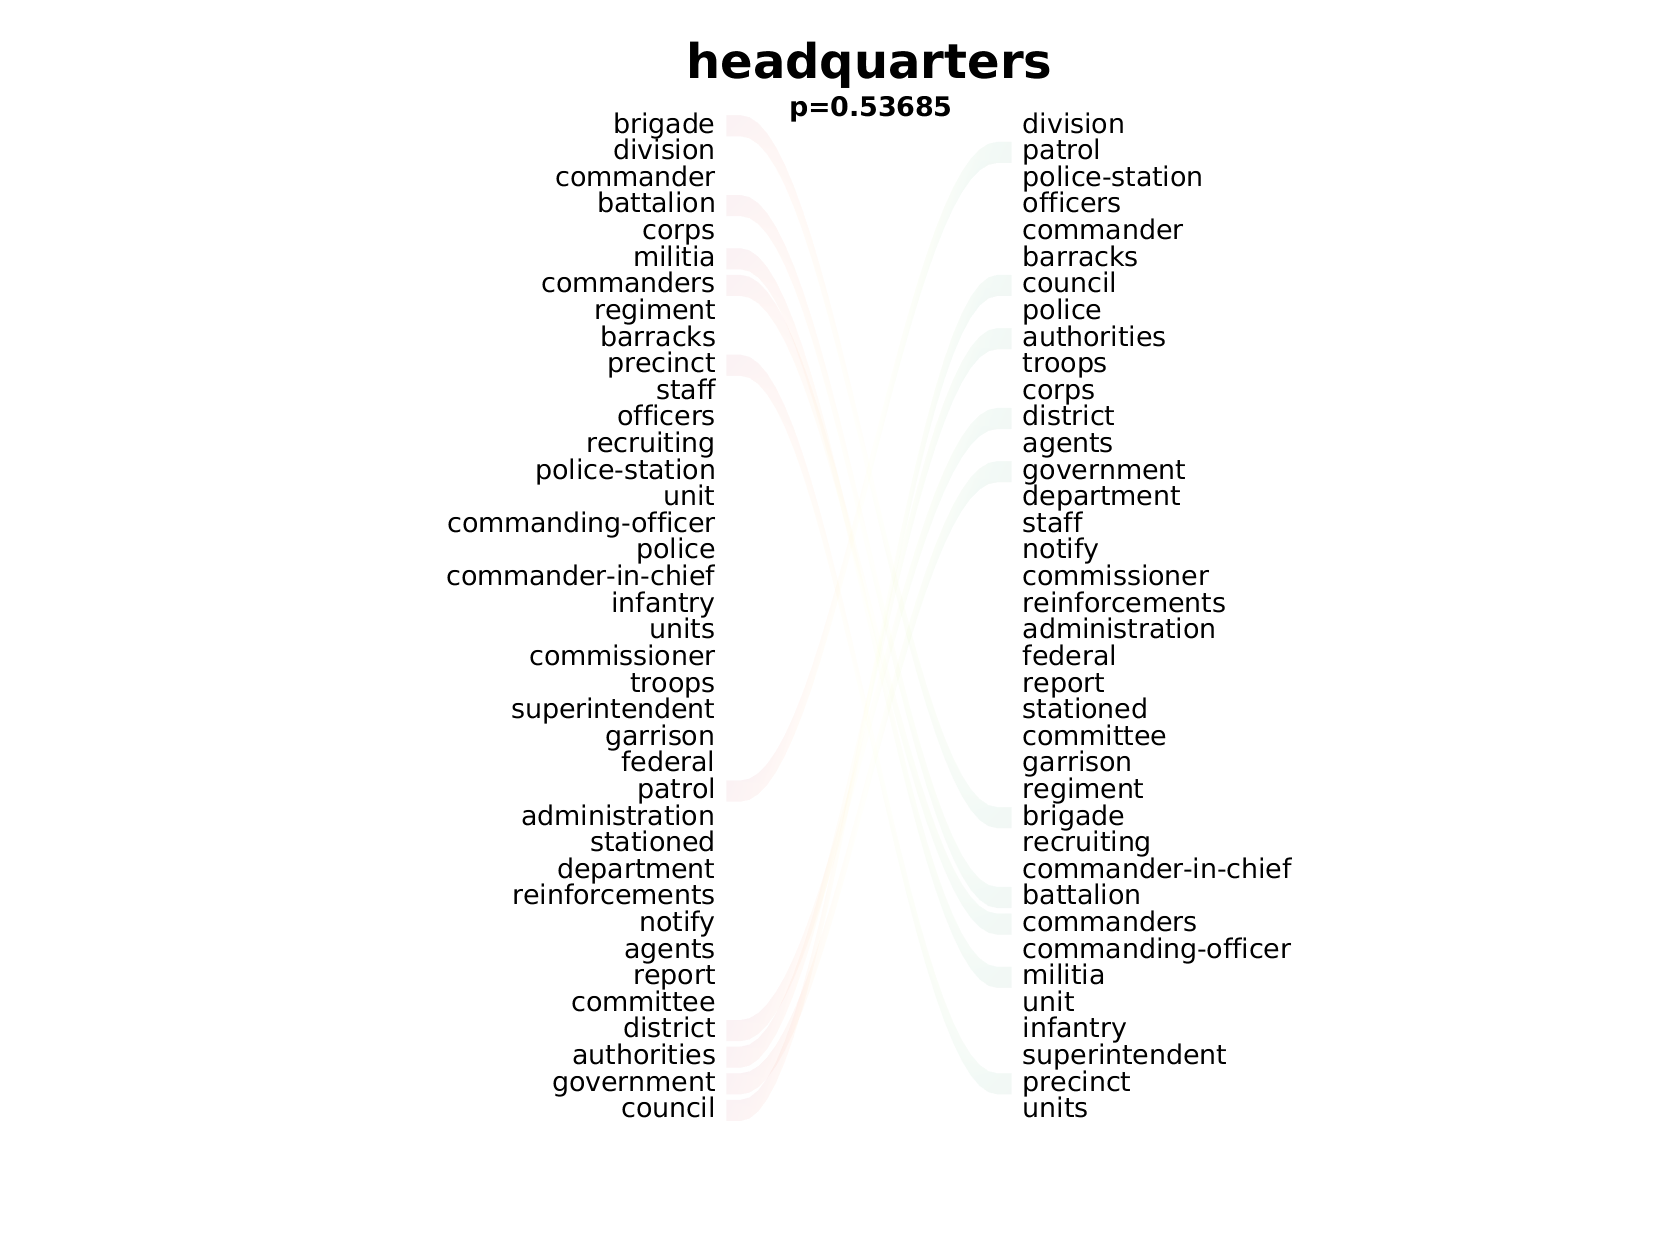 headquarters
p=0.53685
brigade
division
commander
battalion
corps
militia
commanders
regiment
barracks
precinct
staff
officers
recruiting
police-station
unit
commanding-officer
police
commander-in-chief
infantry
units
commissioner
troops
superintendent
garrison
federal
patrol
administration
stationed
department
reinforcements
notify
agents
report
committee
district
authorities
government
council
division
patrol
police-station
officers
commander
barracks
council
police
authorities
troops
corps
district
agents
government
department
staff
notify
commissioner
reinforcements
administration
federal
report
stationed
committee
garrison
regiment
brigade
recruiting
commander-in-chief
battalion
commanders
commanding-officer
militia
unit
infantry
superintendent
precinct
units